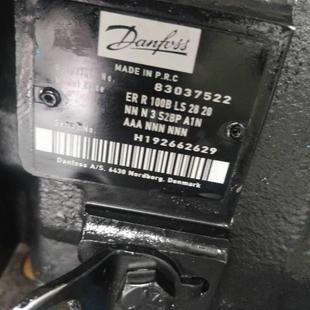 Danfoss
MADE IN P.R.C
No. 83037522
ER R 100B LS 28 20
NN N 3 S2BP A1N
AAA NNN NNN
H192662629
Danfoss A/S, 6430 Nordborg, Denmark